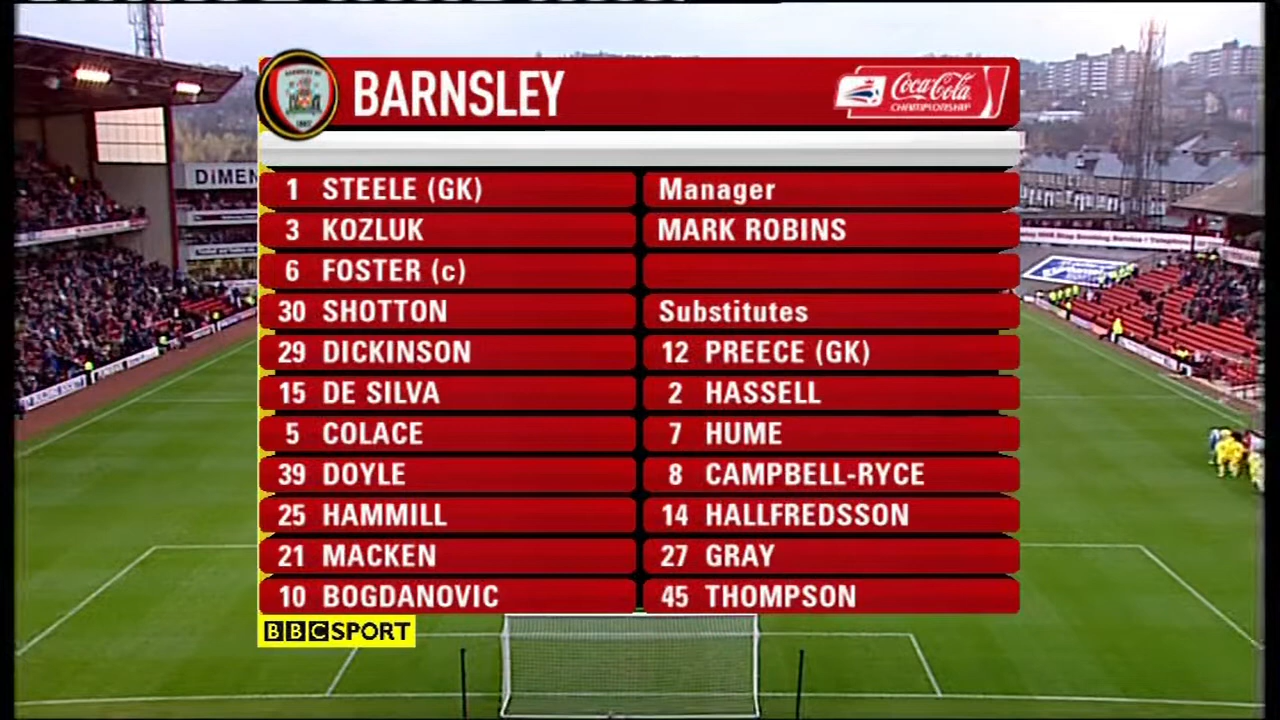 BARNSLEY
Coca-Cola
CHAMPIONSHIP
DIMEN
1 STEELE (GK)
3 KOZLUK
6 FOSTER (c)
30 SHOTTON
29 DICKINSON
15 DE SILVA
5 COLACE
39 DOYLE
25 HAMMILL
21 MACKEN
10 BOGDANOVIC
Manager
MARK ROBINS
Substitutes
12 PREECE (GK)
2 HASSELL
7 HUME
8 CAMPBELL-RYCE
14 HALLFREDSSON
27 GRAY
45 THOMPSON
BBC SPORT